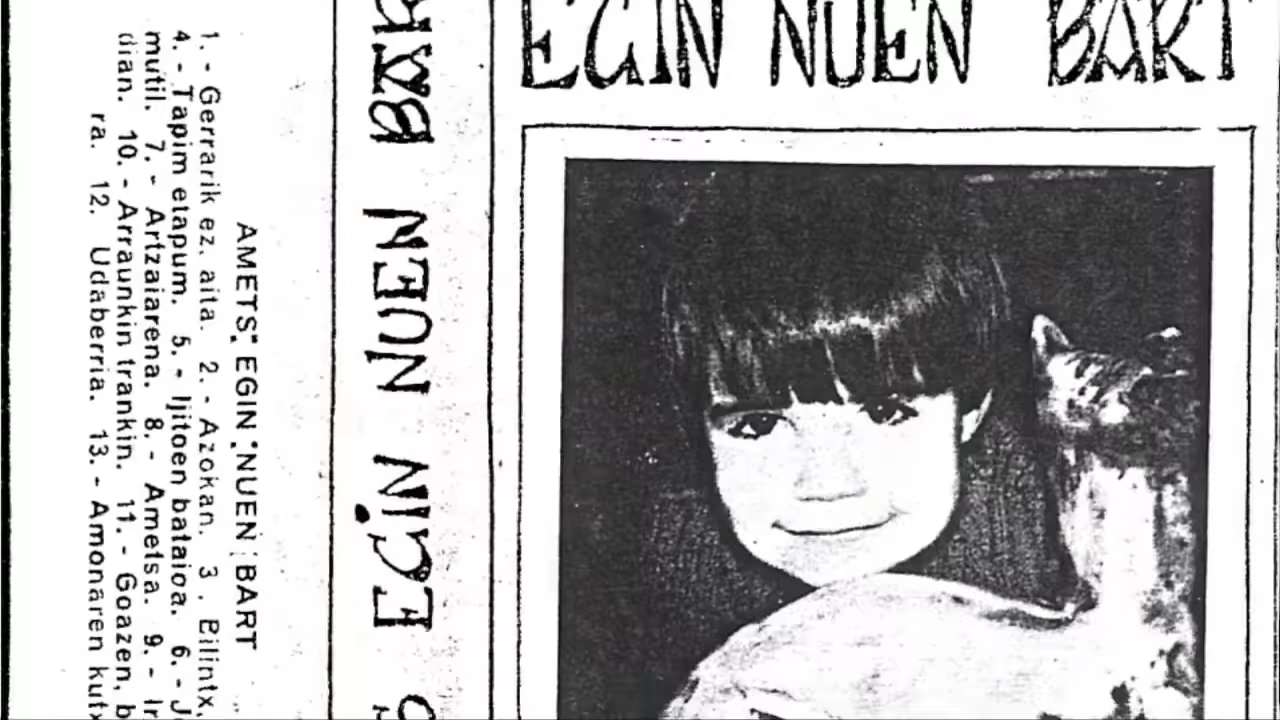 EGIN NUEN BART
EGIN NUEN
AMETS EGIN NUEN BART
1. - Gerrarik ez, aita. 2. - Azokan. 3. Bilintx.
4. - Tapim etapum. 5. - Ijitoen bataioa. 6. -
mutil. 7. - Artzaiarena. 8. - Ametsa. 9. -
dian. 10. - Arraunkin trankin. 11. - Goazen,
ra. 12. Udaberria. 13. - Amonaren